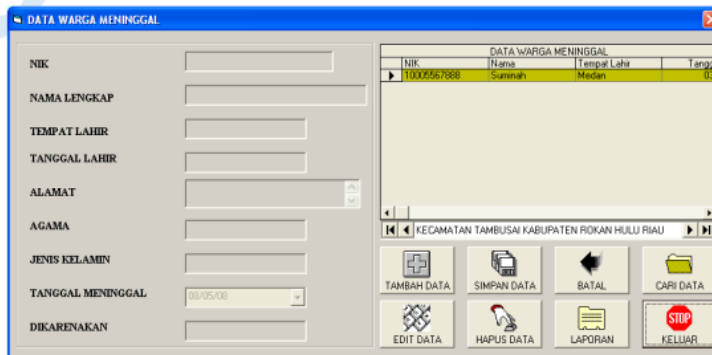 DATA WARGA MENINGGAL
NIK
NAMA LENGKAP
TEMPAT LAHIR
TANGGAL LAHIR
ALAMAT
AGAMA
JENIS KELAMIN
TANGGAL MENINGGAL
08/05/08
DIKARENAKAN
DATA WARGA MENINGGAL
NIK Nama Tempat Lahir Tangg
10005567888 Suminah Medan 03
KECAMATAN TAMBUSAI KABUPATEN ROKAN HULU RIAU
TAMBAH DATA SIMPAN DATA BATAL CARI DATA
STOP
EDIT DATA HAPUS DATA LAPORAN KELUAR